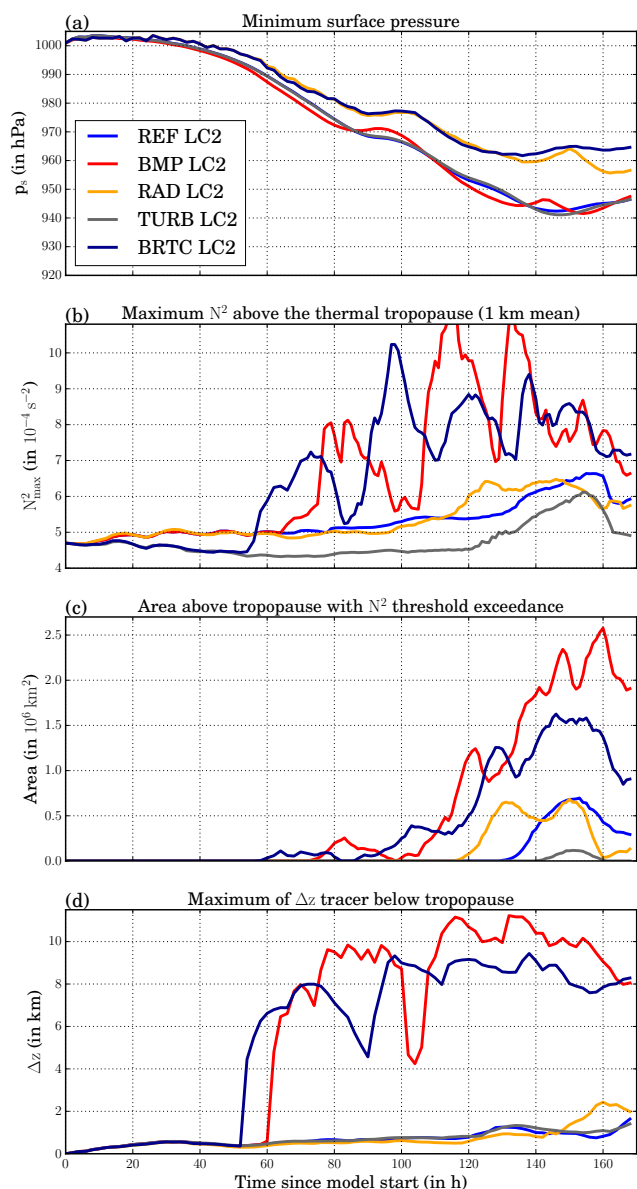 (a) Minimum surface pressure
1000
990
980
970
960
950
940
930
920
pₛ (in hPa)
REF LC2
BMP LC2
RAD LC2
TURB LC2
BRTC LC2
(b) Maximum N² above the thermal tropopause (1 km mean)
10
9
8
7
6
5
4
N²max (in 10⁻⁴ s⁻²)
(c) Area above tropopause with N² threshold exceedance
2.5
2.0
1.5
1.0
0.5
0.0
Area (in 10⁶ km²)
(d) Maximum of Δz tracer below tropopause
10
8
6
4
2
0
Δz (in km)
0 20 40 60 80 100 120 140 160
Time since model start (in h)